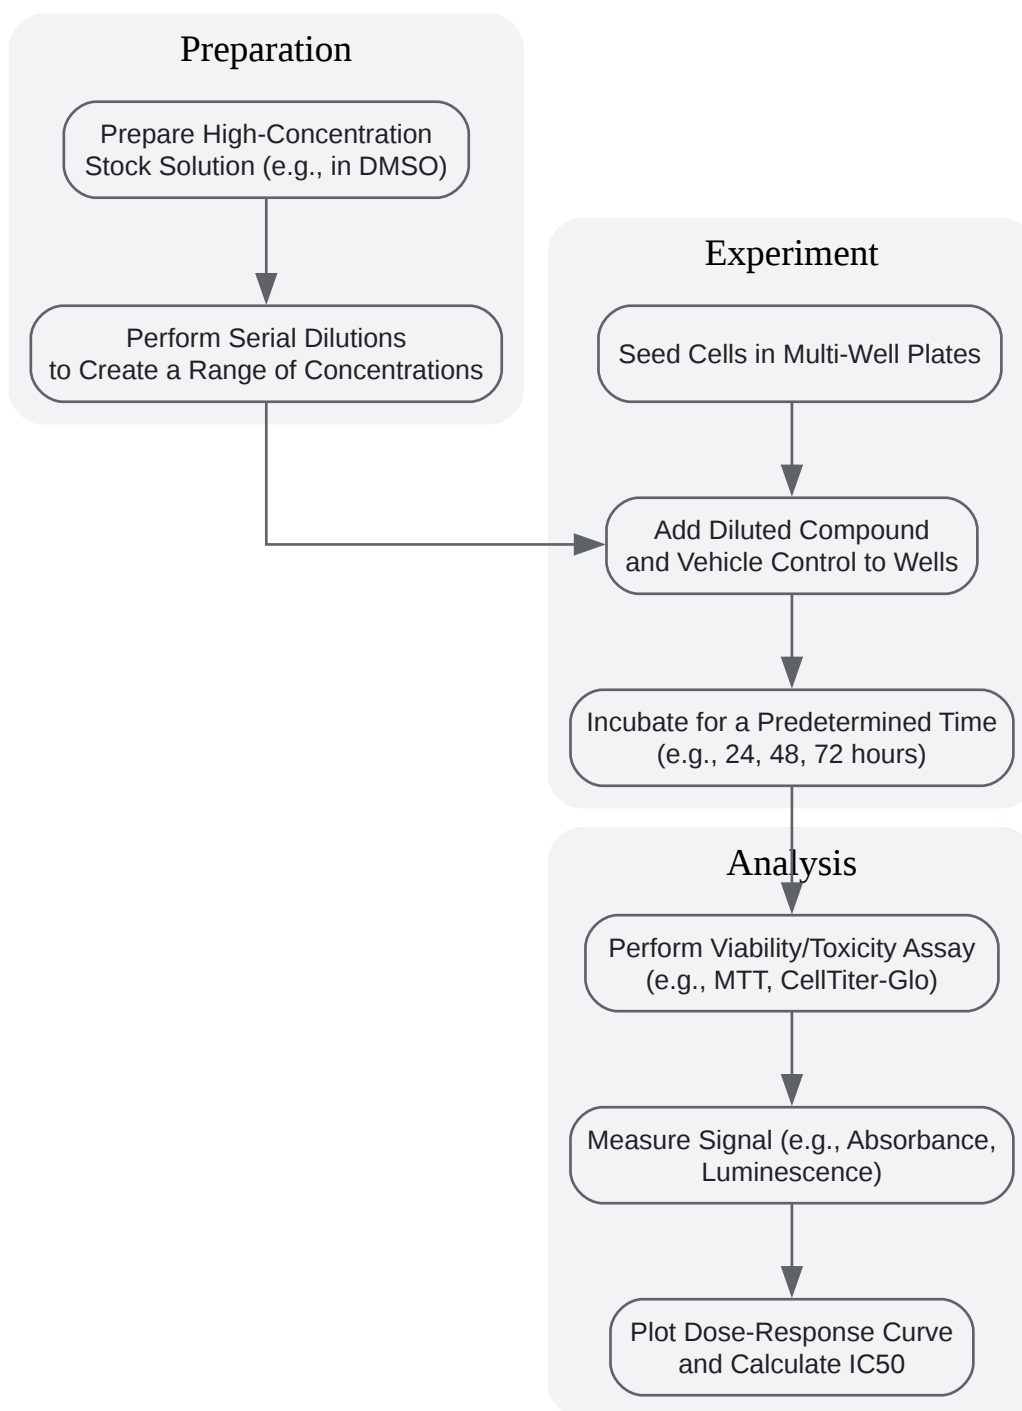 Preparation
Prepare High-Concentration
Stock Solution (e.g., in DMSO)
Perform Serial Dilutions
to Create a Range of Concentrations
Experiment
Seed Cells in Multi-Well Plates
Add Diluted Compound
and Vehicle Control to Wells
Incubate for a Predetermined Time
(e.g., 24, 48, 72 hours)
Analysis
Perform Viability/Toxicity Assay
(e.g., MTT, CellTiter-Glo)
Measure Signal (e.g., Absorbance,
Luminescence)
Plot Dose-Response Curve
and Calculate IC50